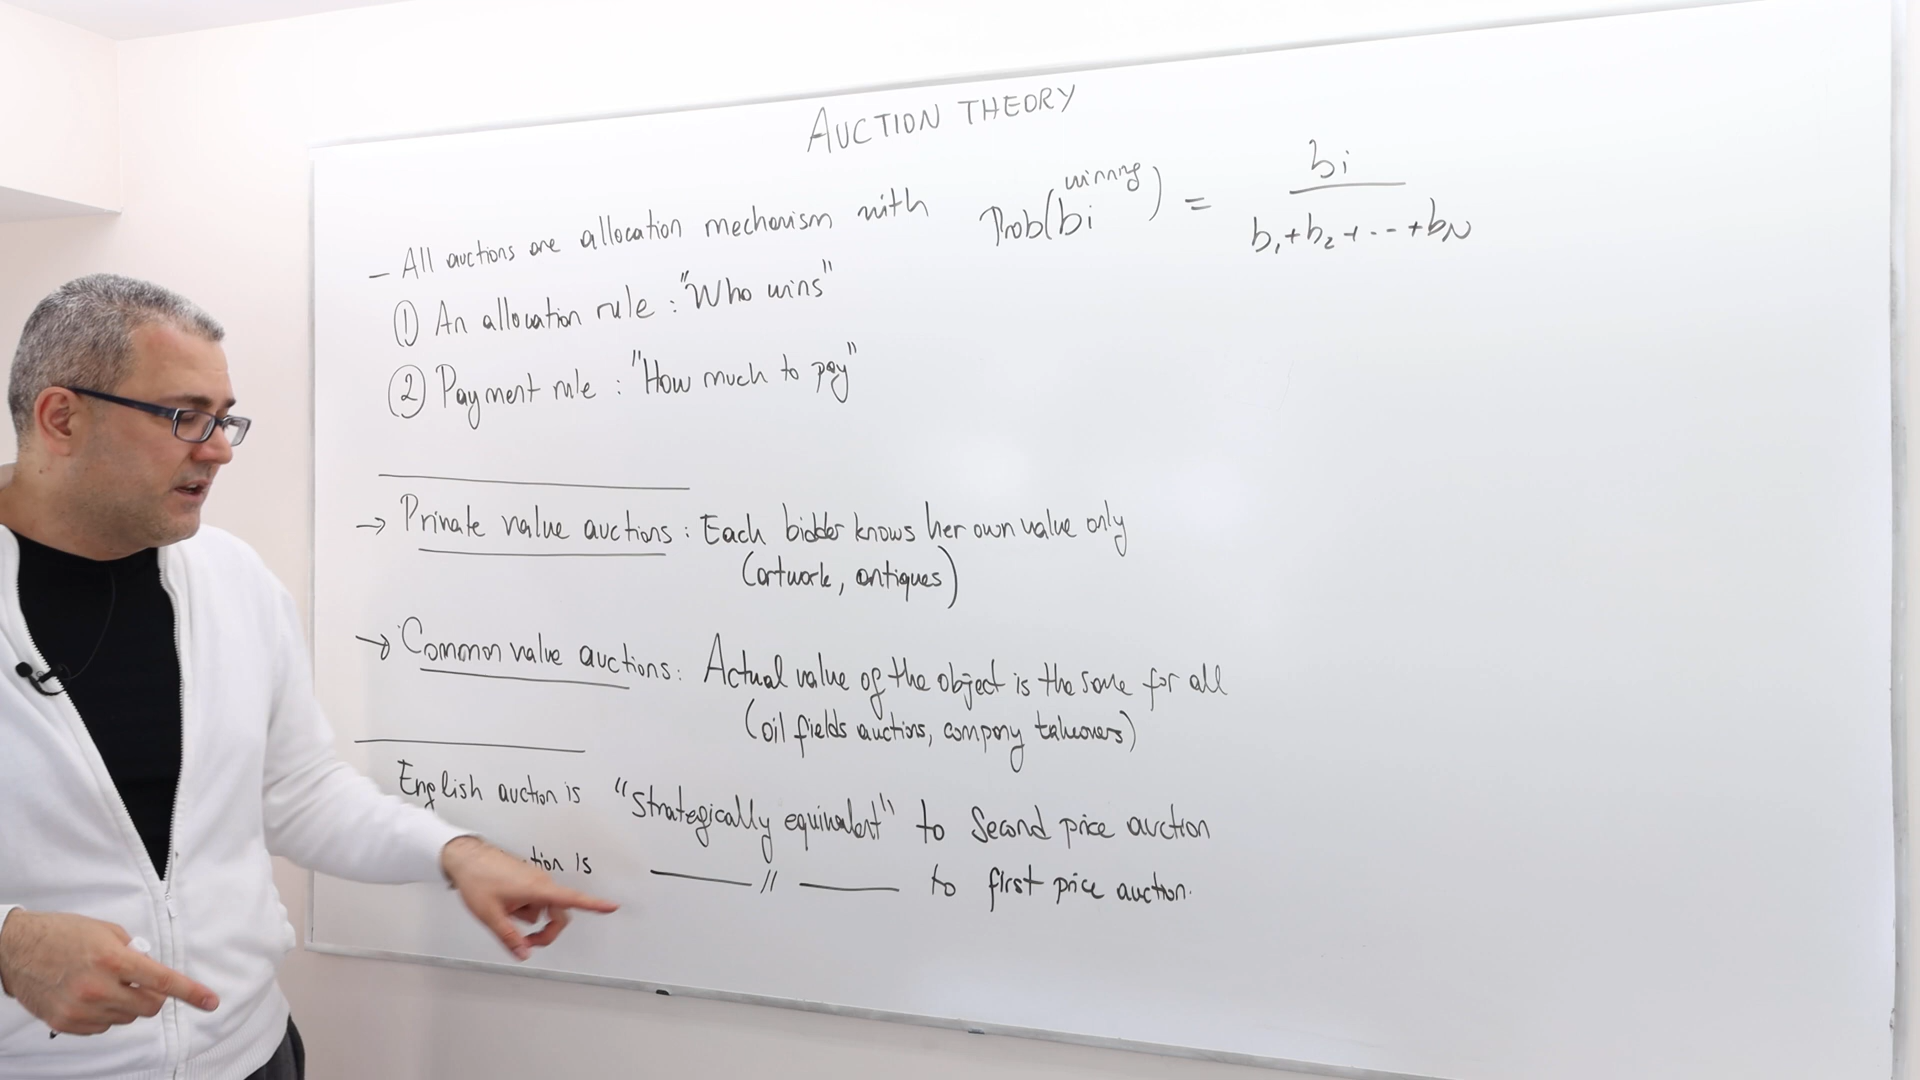 AUCTION THEORY
– All auctions are allocation mechanism with
Prob(bi winning) = bi / b1+b2+...+bN
① An allocation rule : "Who wins"
② Payment rule : "How much to pay"
→ Private value auctions : Each bidder knows her own value only
(artwork, antiques)
→ Common value auctions : Actual value of the object is the same for all
(oil fields auctions, company takeovers)
English auction is "strategically equivalent" to Second price auction
is —— // —— to first price auction.